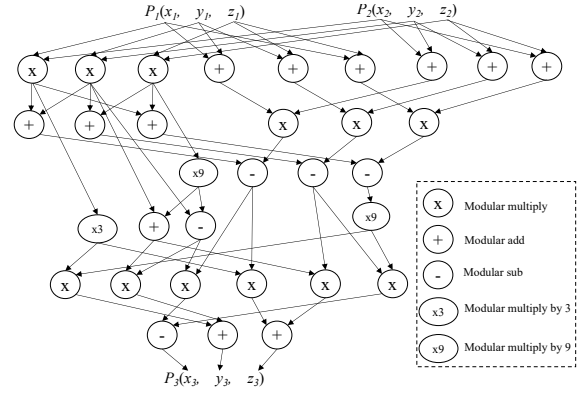 P1(x1, y1, z1) P2(x2, y2, z2)
x x x + + + + + +
+ + + x x x
x9 - - -
x3 + - x9
x x x x x x
- + +
P3(x3, y3, z3)
x Modular multiply
+ Modular add
- Modular sub
x3 Modular multiply by 3
x9 Modular multiply by 9